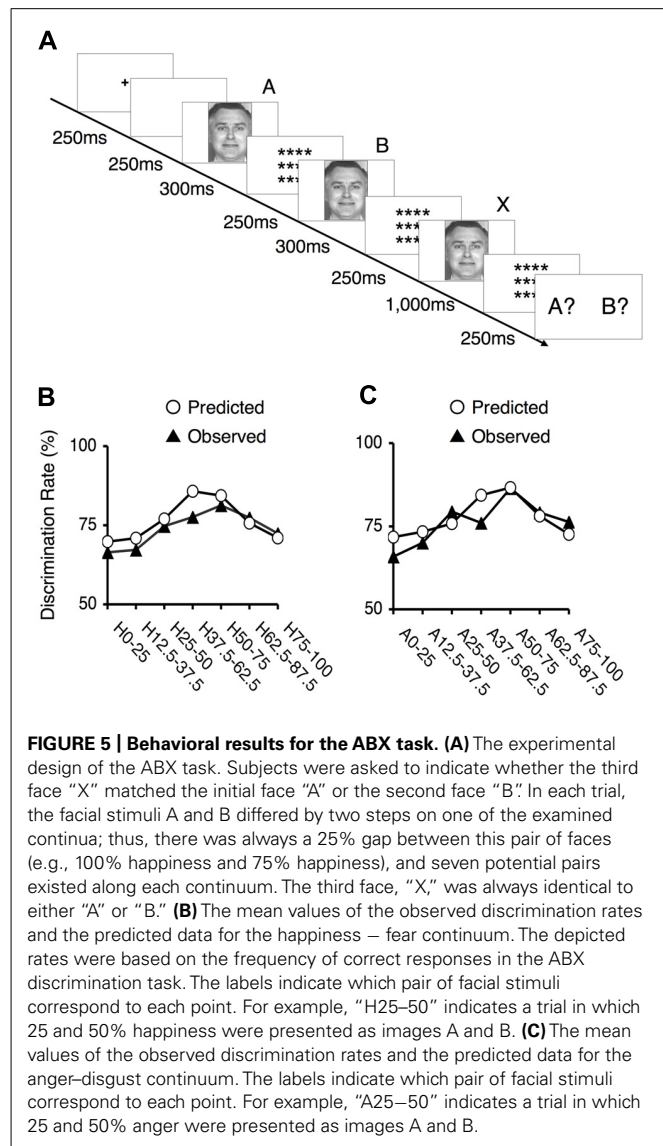 A
+
250ms
250ms
A
300ms
****
***
***
250ms
B
300ms
****
***
***
250ms
X
1,000ms
****
***
***
250ms
A? B?
B
Predicted
Observed
Discrimination Rate (%)
100
75
50
H0-25
H12.5-37.5
H25-50
H37.5-62.5
H50-75
H62.5-87.5
H75-100
C
Predicted
Observed
100
75
50
A0-25
A12.5-37.5
A25-50
A37.5-62.5
A50-75
A62.5-87.5
A75-100
FIGURE 5 | Behavioral results for the ABX task. (A) The experimental
design of the ABX task. Subjects were asked to indicate whether the third
face “X” matched the initial face “A” or the second face “B”. In each trial,
the facial stimuli A and B differed by two steps on one of the examined
continua; thus, there was always a 25% gap between this pair of faces
(e.g., 100% happiness and 75% happiness), and seven potential pairs
existed along each continuum. The third face, “X,” was always identical to
either “A” or “B.” (B) The mean values of the observed discrimination rates
and the predicted data for the happiness – fear continuum. The depicted
rates were based on the frequency of correct responses in the ABX
discrimination task. The labels indicate which pair of facial stimuli
correspond to each point. For example, “H25–50” indicates a trial in which
25 and 50% happiness were presented as images A and B. (C) The mean
values of the observed discrimination rates and the predicted data for the
anger–disgust continuum. The labels indicate which pair of facial stimuli
correspond to each point. For example, “A25–50” indicates a trial in which
25 and 50% anger were presented as images A and B.